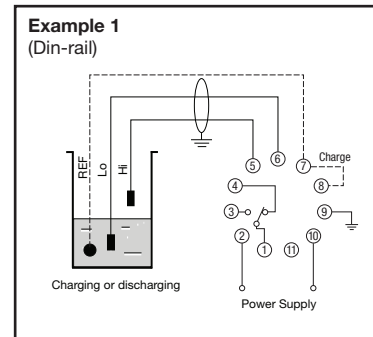 Example 1
(Din-rail)
REF
Lo
Hi
5
6
7
Charge
4
8
3
9
2
1
11
10
Charging or discharging
Power Supply